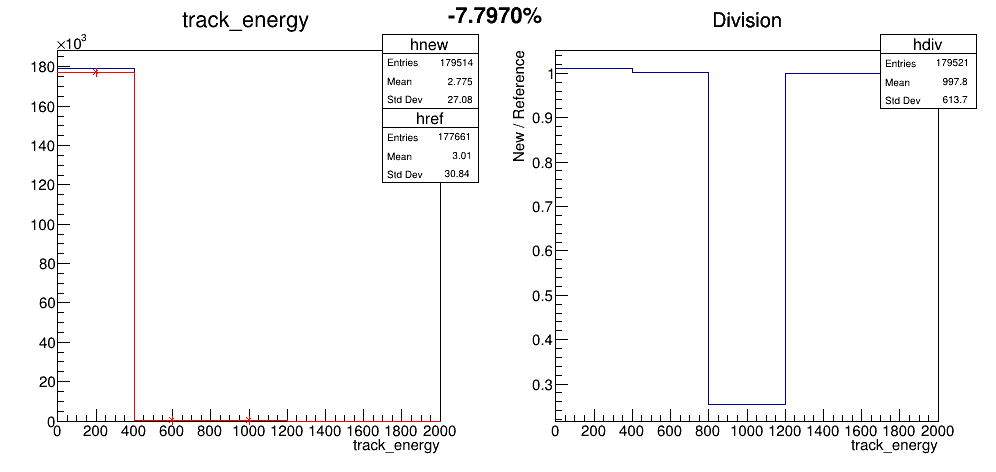 track_energy
-7.7970%
Division
×10³
hnew
Entries 179514
Mean 2.775
Std Dev 27.08
href
Entries 177661
Mean 3.01
Std Dev 30.84
180
160
140
120
100
80
60
40
20
0
0 200 400 600 800 1000 1200 1400 1600 1800 2000
track_energy
hdiv
Entries 179521
Mean 997.8
Std Dev 613.7
New / Reference
1
0.9
0.8
0.7
0.6
0.5
0.4
0.3
0 200 400 600 800 1000 1200 1400 1600 1800 2000
track_energy